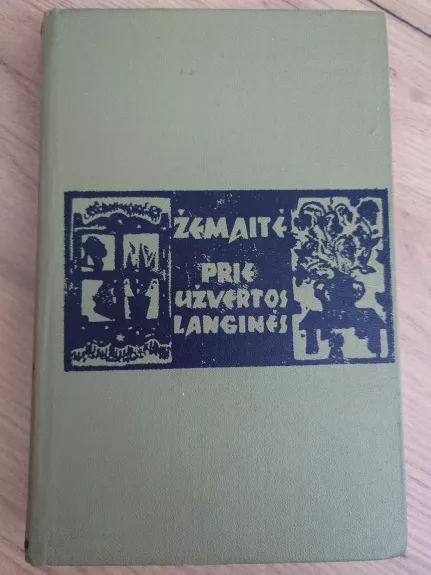 ŽEMAITĖ
PRIE
UŽVERTOS
LANGINĖS